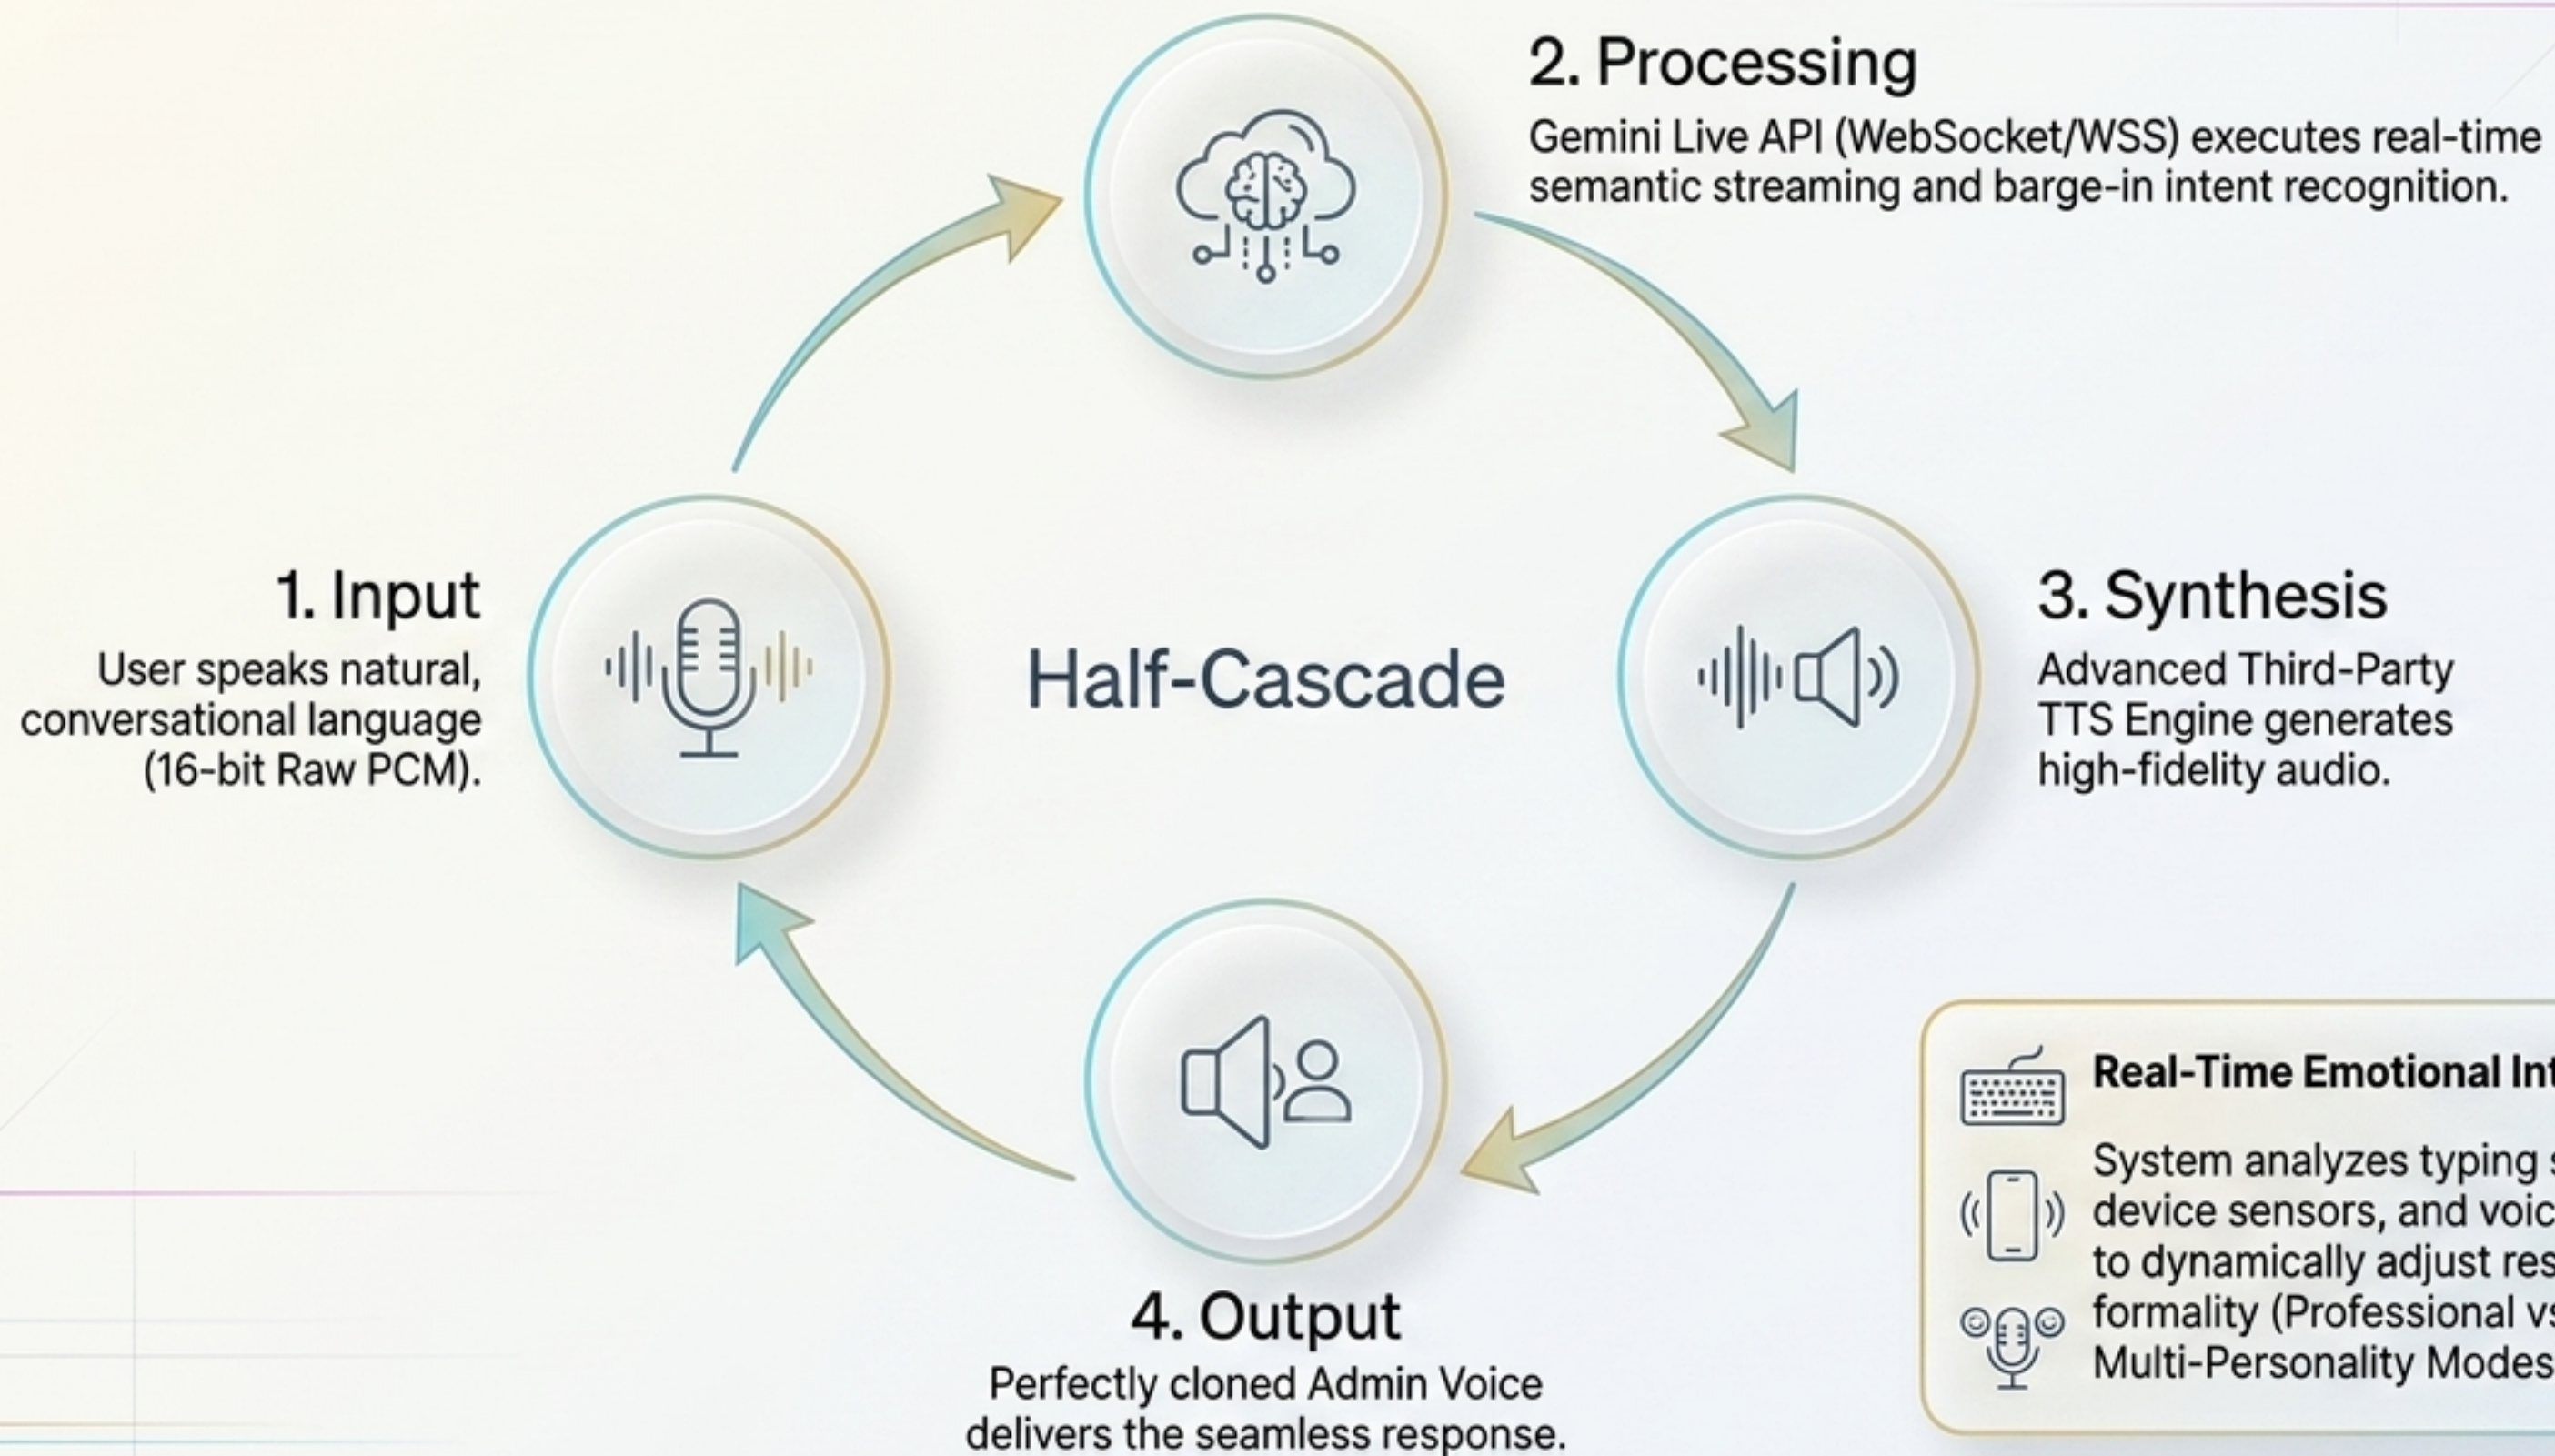 2. Processing
Gemini Live API (WebSocket/WSS) executes real-time
semantic streaming and barge-in intent recognition.
1. Input
User speaks natural,
conversational language
(16-bit Raw PCM).
Half-Cascade
3. Synthesis
Advanced Third-Party
TTS Engine generates
high-fidelity audio.
4. Output
Perfectly cloned Admin Voice
delivers the seamless response.
Real-Time Emotional
System analyzes typing
device sensors, and
to dynamically adjust
formality (Professional
Multi-Personality Modes